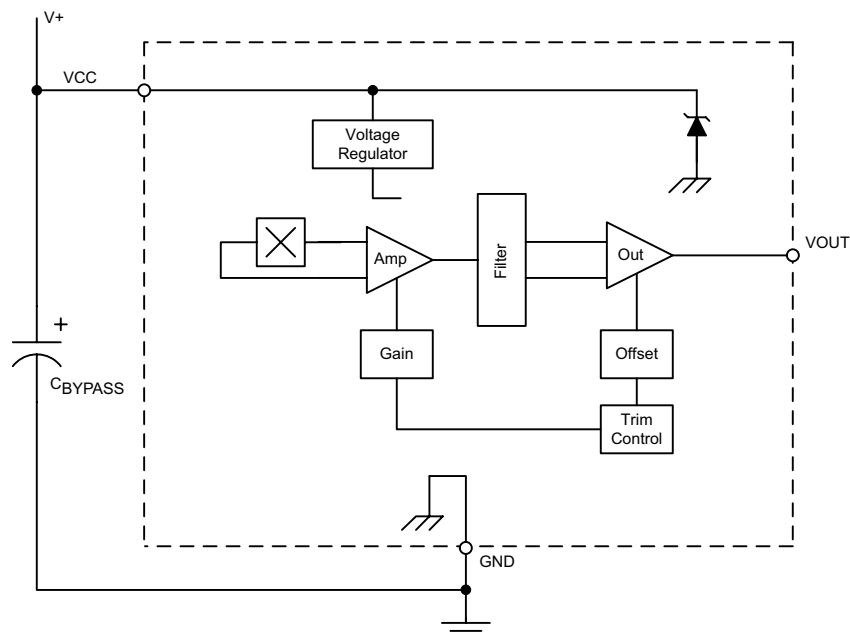 V+
VCC
Voltage
Regulator
Amp
Filter
Out
VOUT
+
Gain
Offset
CBYPASS
Trim
Control
GND